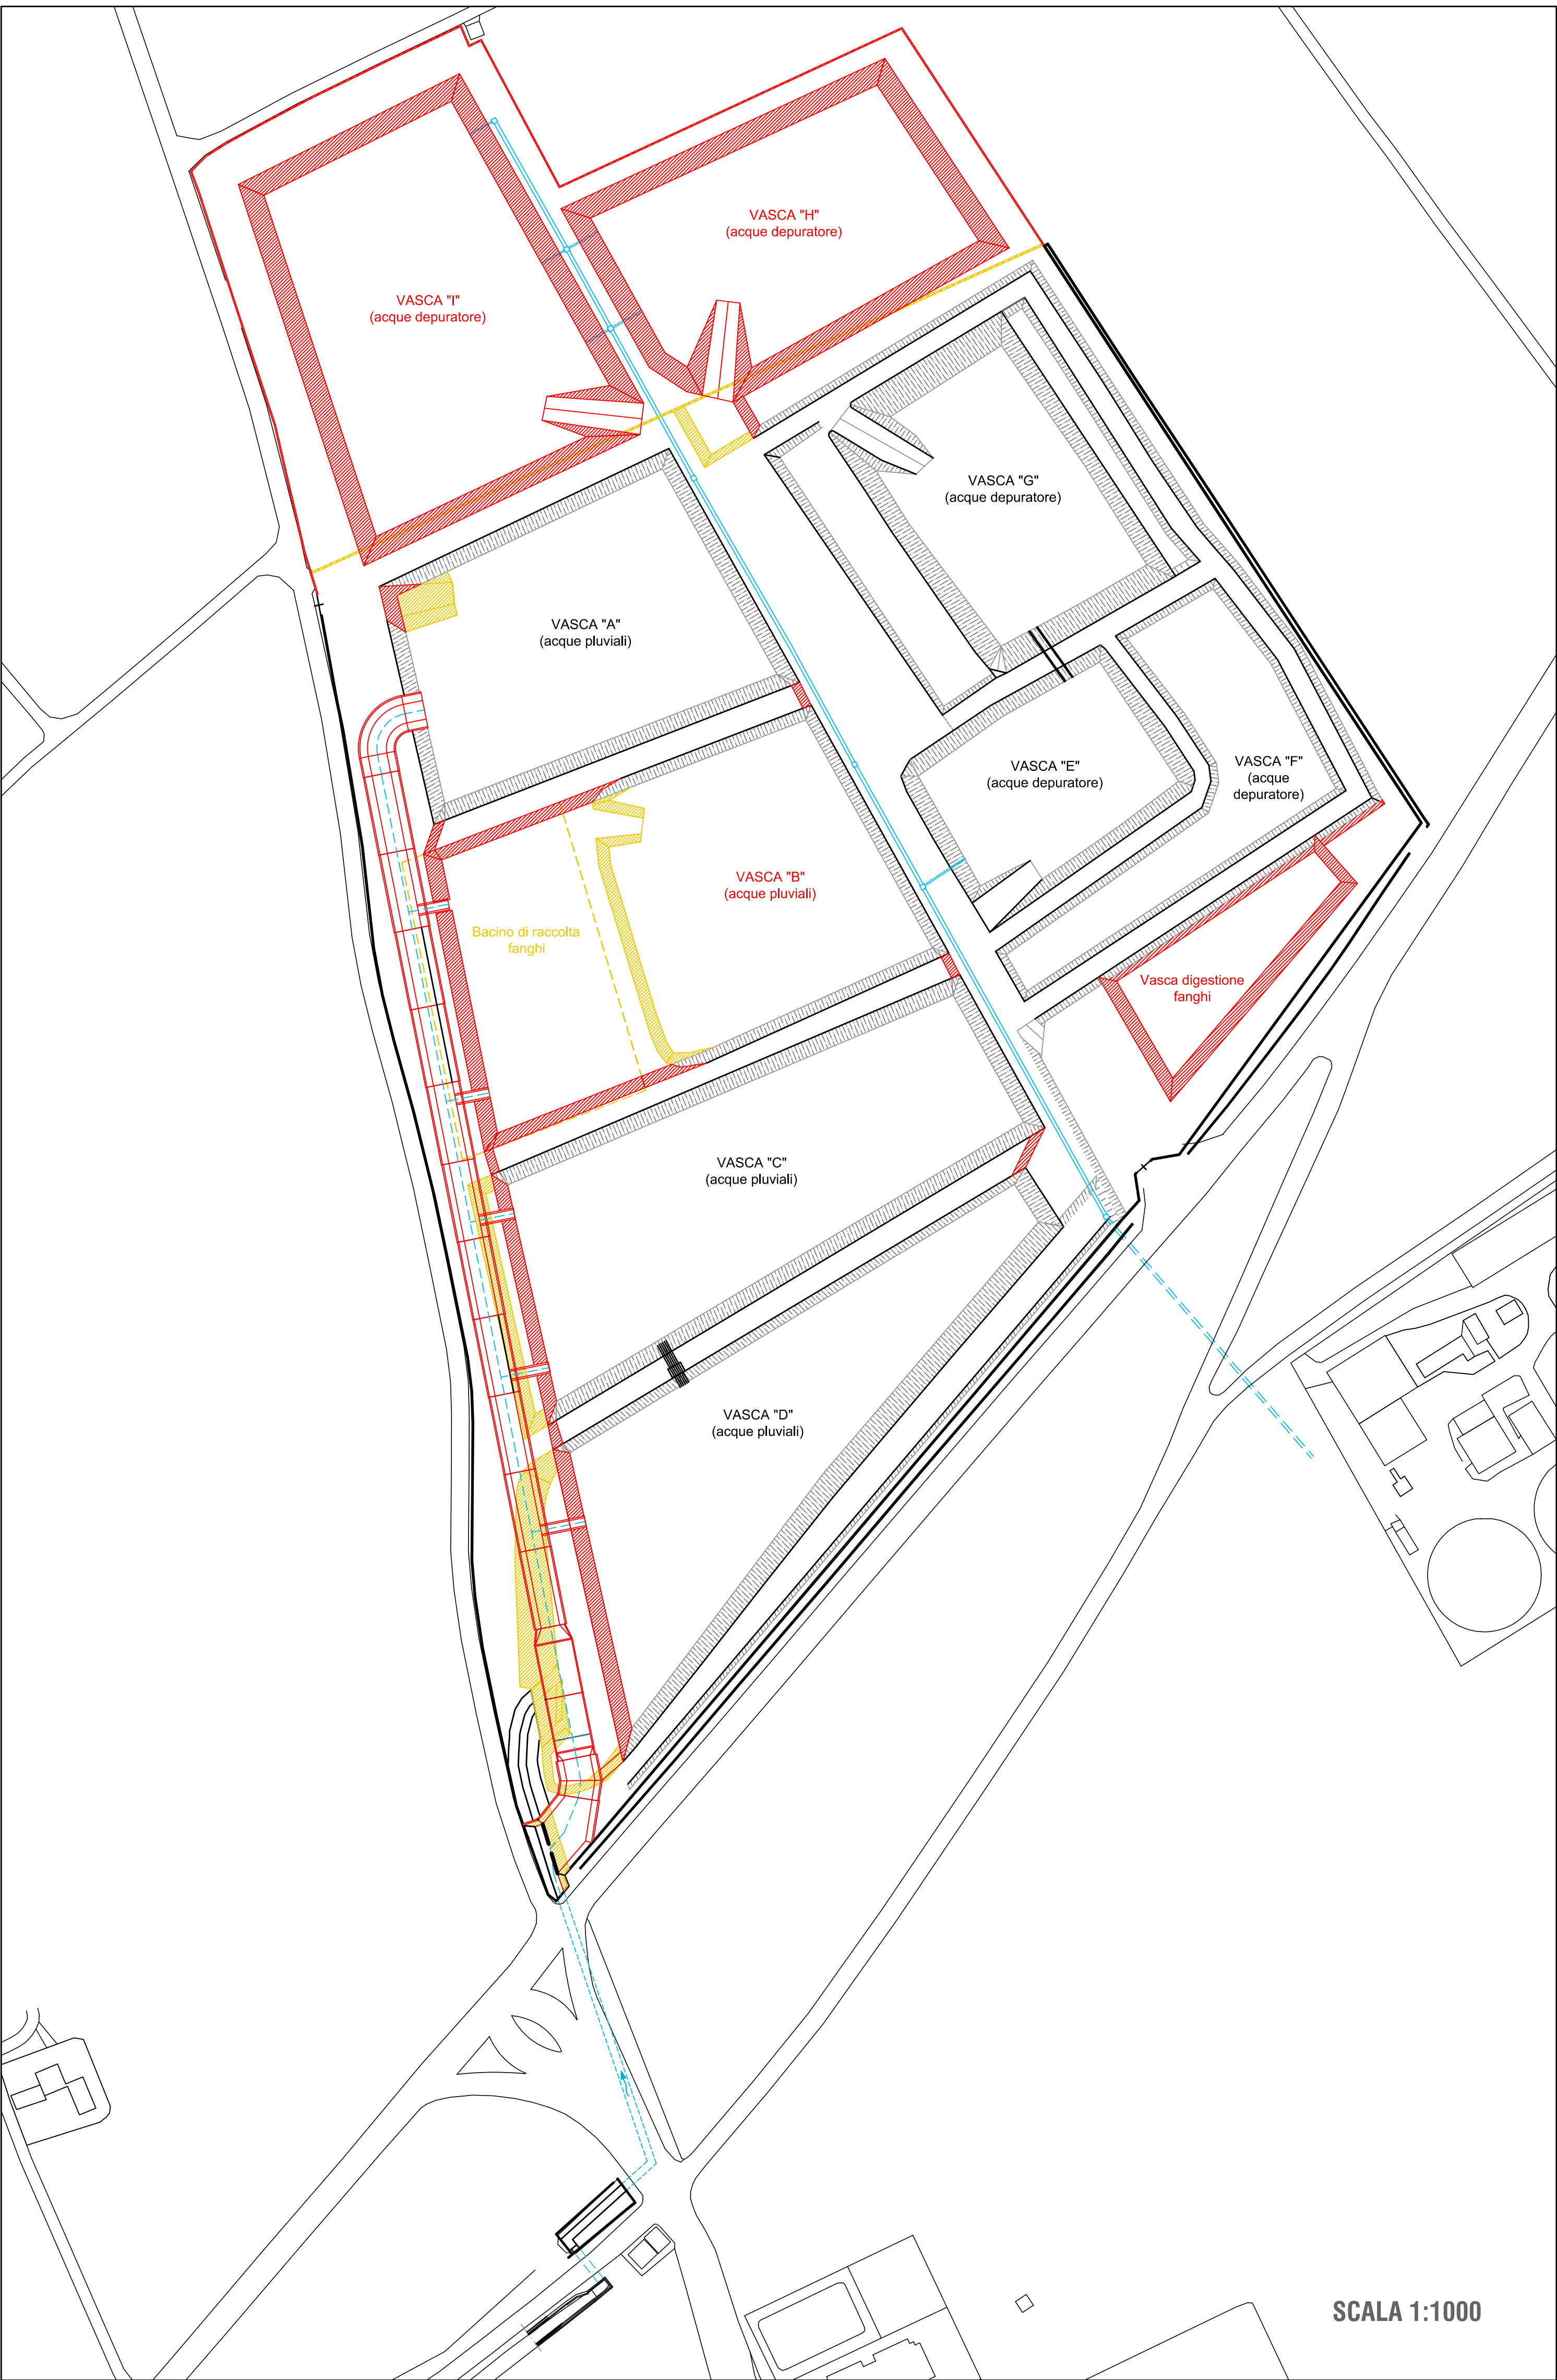 VASCA "H"
(acque depuratore)
VASCA "I"
(acque depuratore)
VASCA "G"
(acque depuratore)
VASCA "A"
(acque pluviali)
VASCA "E"
(acque depuratore)
VASCA "F"
(acque
depuratore)
VASCA "B"
(acque pluviali)
Bacino di raccolta
fanghi
Vasca digestione
fanghi
VASCA "C"
(acque pluviali)
VASCA "D"
(acque pluviali)
SCALA 1:1000